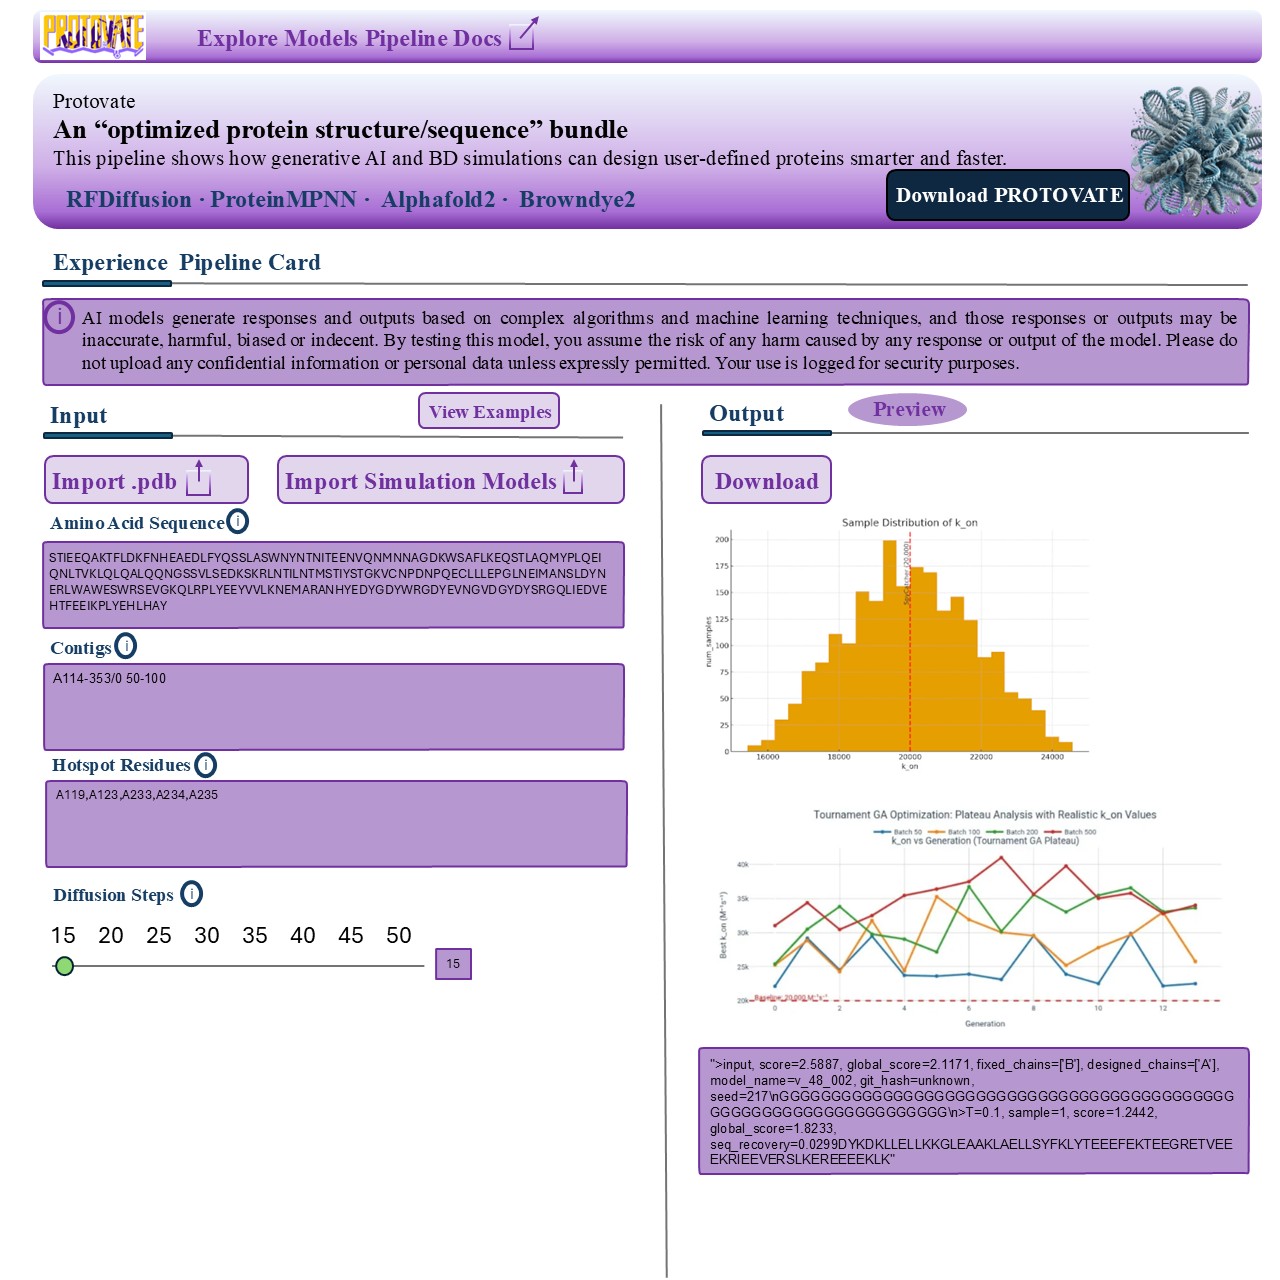 PROTOVATE
Explore Models Pipeline Docs
Protovate
An “optimized protein structure/sequence” bundle
This pipeline shows how generative AI and BD simulations can design user-defined proteins smarter and faster.
RFDiffusion · ProteinMPNN · Alphafold2 · Browndye2
Download PROTOVATE
Experience Pipeline Card
i
AI models generate responses and outputs based on complex algorithms and machine learning techniques, and those responses or outputs may be
inaccurate, harmful, biased or indecent. By testing this model, you assume the risk of any harm caused by any response or output of the model. Please do
not upload any confidential information or personal data unless expressly permitted. Your use is logged for security purposes.
Input
View Examples
Import .pdb
Import Simulation Models
Amino Acid Sequence i
STIEEQAKTFLDKFNHEAEDLFYQSSLASWNYNTNITEENVQNMNNAGDKWSAFLKEQSTLAQMYPLQEI
QNLTVKLQLQALQQNGSSVLSEDKSKRLNTILNTMSTIYSTGKVCNPDNPQECLLLEPGLNEIMANSLDYN
ERLWAWESWRSEVGKQLRPLYEEYVVLKNEMARANHYEDYGDYWRGDYEVNGVDGYDYSRGQLIEDVE
HTFEEIKPLYEHLHAY
Contigs i
A114-353/0 50-100
Hotspot Residues i
A119,A123,A233,A234,A235
Diffusion Steps i
15 20 25 30 35 40 45 50
15
Output
Preview
Download
Sample Distribution of k_on
200
175
150
125
100
75
50
25
0
num_samples
16000 18000 20000 22000 24000
k_on
Tournament GA Optimization: Plateau Analysis with Realistic k_on Values
Batch 50 Batch 100 Batch 200 Batch 500
k_on vs Generation (Tournament GA Plateau)
40k
35k
30k
25k
20k
Best k_on (M⁻¹s⁻¹)
Baseline: 20,000 M⁻¹s⁻¹
0 2 4 6 8 10 12
Generation
">input, score=2.5887, global_score=2.1171, fixed_chains=['B'], designed_chains=['A'],
model_name=v_48_002, git_hash=unknown,
seed=217\nGGGGGGGGGGGGGGGGGGGGGGGGGGGGGGGGGGGGGGGGGGGG
GGGGGGGGGGGGGGGGGGGGGGG\n>T=0.1, sample=1, score=1.2442,
global_score=1.8233,
seq_recovery=0.0299DYKDKLLELLKKGLEAAKLAELLSYFKLYTEEEFEKTEEGRETVEE
EKRIEEVERSLKEREEEEKLK"